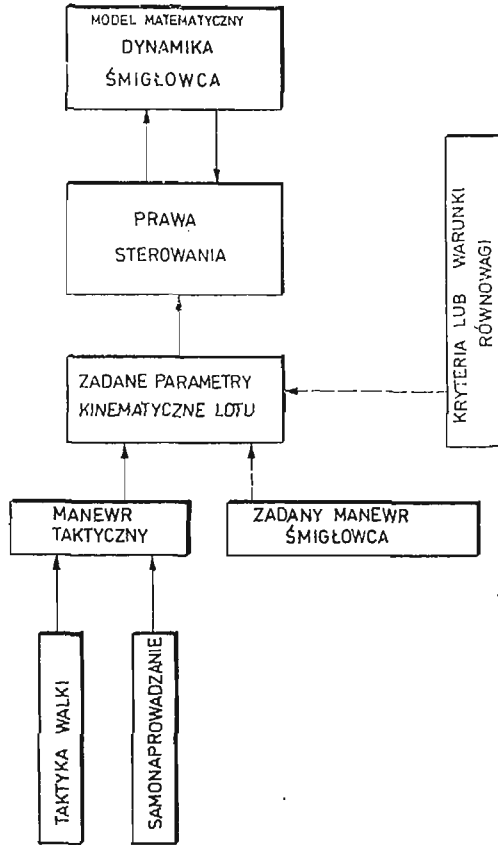 MODEL MATEMATYCZNY
DYNAMIKA
ŚMIGŁOWCA
PRAWA
STEROWANIA
KRYTERIA LUB WARUNKI
RÓWNOWAGI
ZADANE PARAMETRY
KINEMATYCZNE LOTU
MANEWR
TAKTYCZNY
ZADANY MANEWR
ŚMIGŁOWCA
TAKTYKA WALKI
SAMONAPROWADZANIE